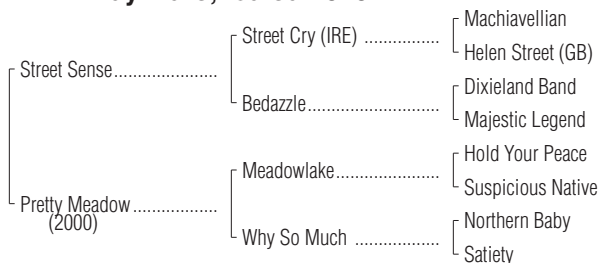 Machiavellian
Street Cry (IRE) ..................
Helen Street (GB)
Street Sense.........................
Dixieland Band
Bedazzle................................
Majestic Legend
Hold Your Peace
Meadowlake.........................
Suspicious Native
Pretty Meadow ....................
(2000)
Northern Baby
Why So Much ....................
Satiety